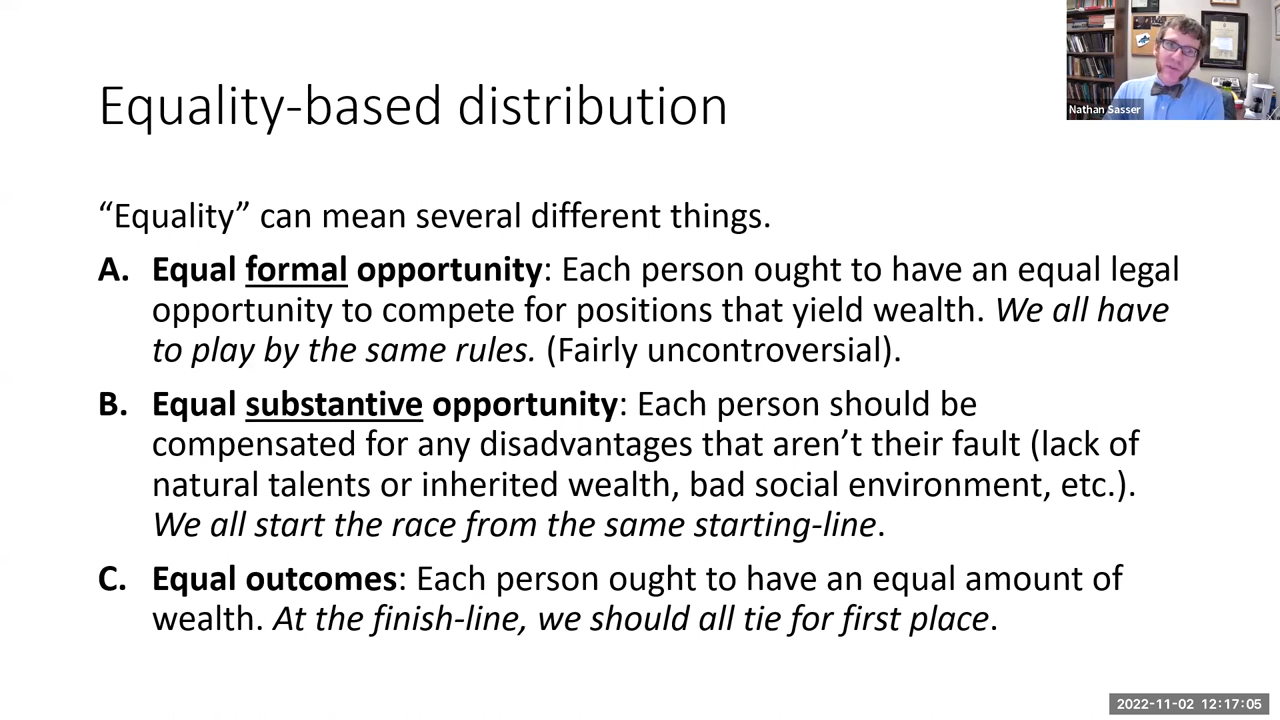 Equality-based distribution
Nathan Sasser
“Equality” can mean several different things.
A. Equal formal opportunity: Each person ought to have an equal legal
opportunity to compete for positions that yield wealth. We all have
to play by the same rules. (Fairly uncontroversial).
B. Equal substantive opportunity: Each person should be
compensated for any disadvantages that aren’t their fault (lack of
natural talents or inherited wealth, bad social environment, etc.).
We all start the race from the same starting-line.
C. Equal outcomes: Each person ought to have an equal amount of
wealth. At the finish-line, we should all tie for first place.
2022-11-02 12:17:05